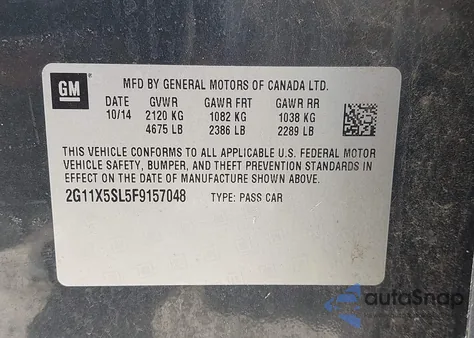 GM
MFD BY GENERAL MOTORS OF CANADA LTD.
DATE GVWR GAWR FRT GAWR RR
10/14 2120 KG 1082 KG 1038 KG
4675 LB 2386 LB 2289 LB
THIS VEHICLE CONFORMS TO ALL APPLICABLE U.S. FEDERAL MOTOR
VEHICLE SAFETY, BUMPER, AND THEFT PREVENTION STANDARDS
IN EFFECT ON THE DATE OF MANUFACTURE SHOWN ABOVE.
2G11X5SL5F9157048 TYPE: PASS CAR
autoSnap